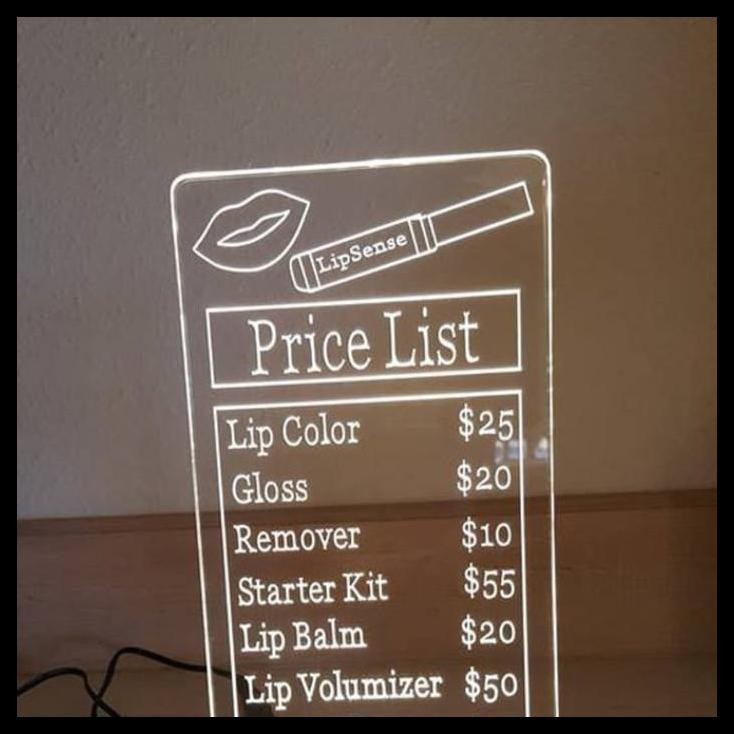 LipSense
Price List
Lip Color $25
Gloss $20
Remover $10
Starter Kit $55
Lip Balm $20
Lip Volumizer $50